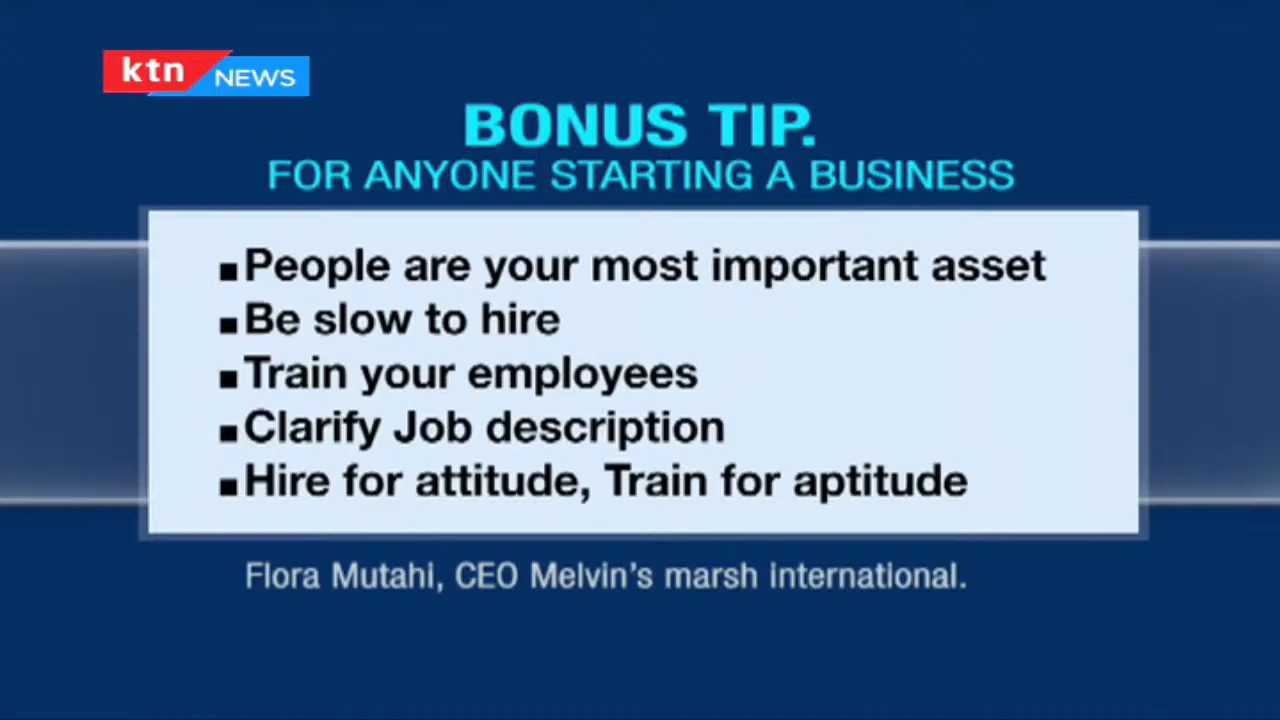 ktn NEWS
BONUS TIP.
FOR ANYONE STARTING A BUSINESS
▪People are your most important asset
▪Be slow to hire
▪Train your employees
▪Clarify Job description
▪Hire for attitude, Train for aptitude
Flora Mutahi, CEO Melvin's marsh international.